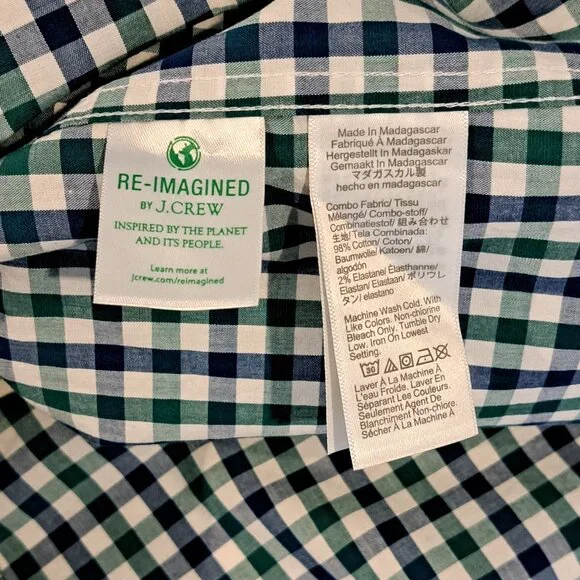 RE-IMAGINED
BY J.CREW
INSPIRED BY THE PLANET
AND ITS PEOPLE.
Learn more at
jcrew.com/reimagined
Made In Madagascar
Fabriqué À Madagascar
Hergestellt In Madagaskar
Gemaakt In Madagascar
マダガスカル製
hecho en madagascar
Combo Fabric/ Tissu
Mélangé/ Combo-stoff/
Combinatiestof/ 組み合わせ
生地/ Tela Combinada:
98% Cotton/ Coton/
Baumwolle/ Katoen/ 綿/
algodón
2% Elastane/ Élasthanne/
Elastan/ Elastaan/ ポリウレ
タン/ elastano
Machine Wash Cold. With
Like Colors. Non-chlorine
Bleach Only. Tumble Dry
Low. Iron On Lowest
Setting.
30
Laver À La Machine À
L'eau Froide. Laver En
Séparant Les Couleurs.
Seulement Agent De
Blanchiment Non-chlore.
Sécher À La Machine À